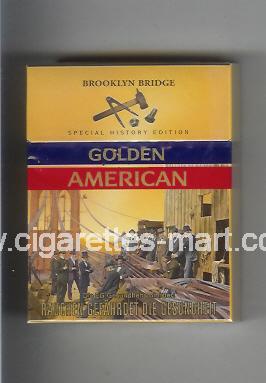 BROOKLYN BRIDGE
SPECIAL HISTORY EDITION
GOLDEN
AMERICAN
www.cigarettes-mart.com
RAUCHEN GEFÄHRDET DIE GESUNDHEIT